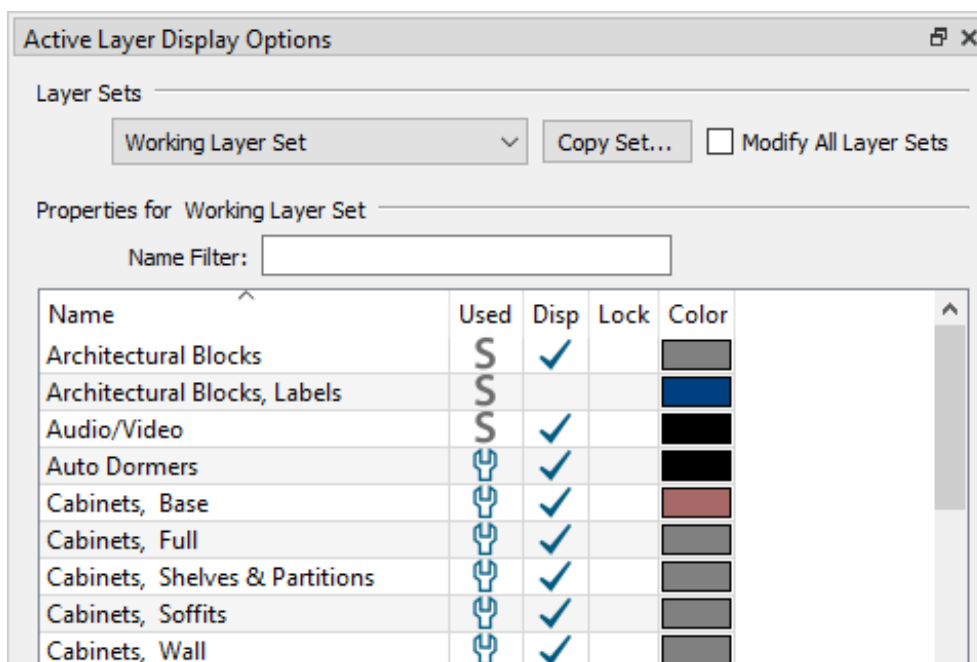 Active Layer Display Options
Layer Sets
Working Layer Set Copy Set... Modify All Layer Sets
Properties for Working Layer Set
Name Filter:
Name Used Disp Lock Color
Architectural Blocks S
Architectural Blocks, Labels S
Audio/Video S
Auto Dormers
Cabinets, Base
Cabinets, Full
Cabinets, Shelves & Partitions
Cabinets, Soffits
Cabinets, Wall